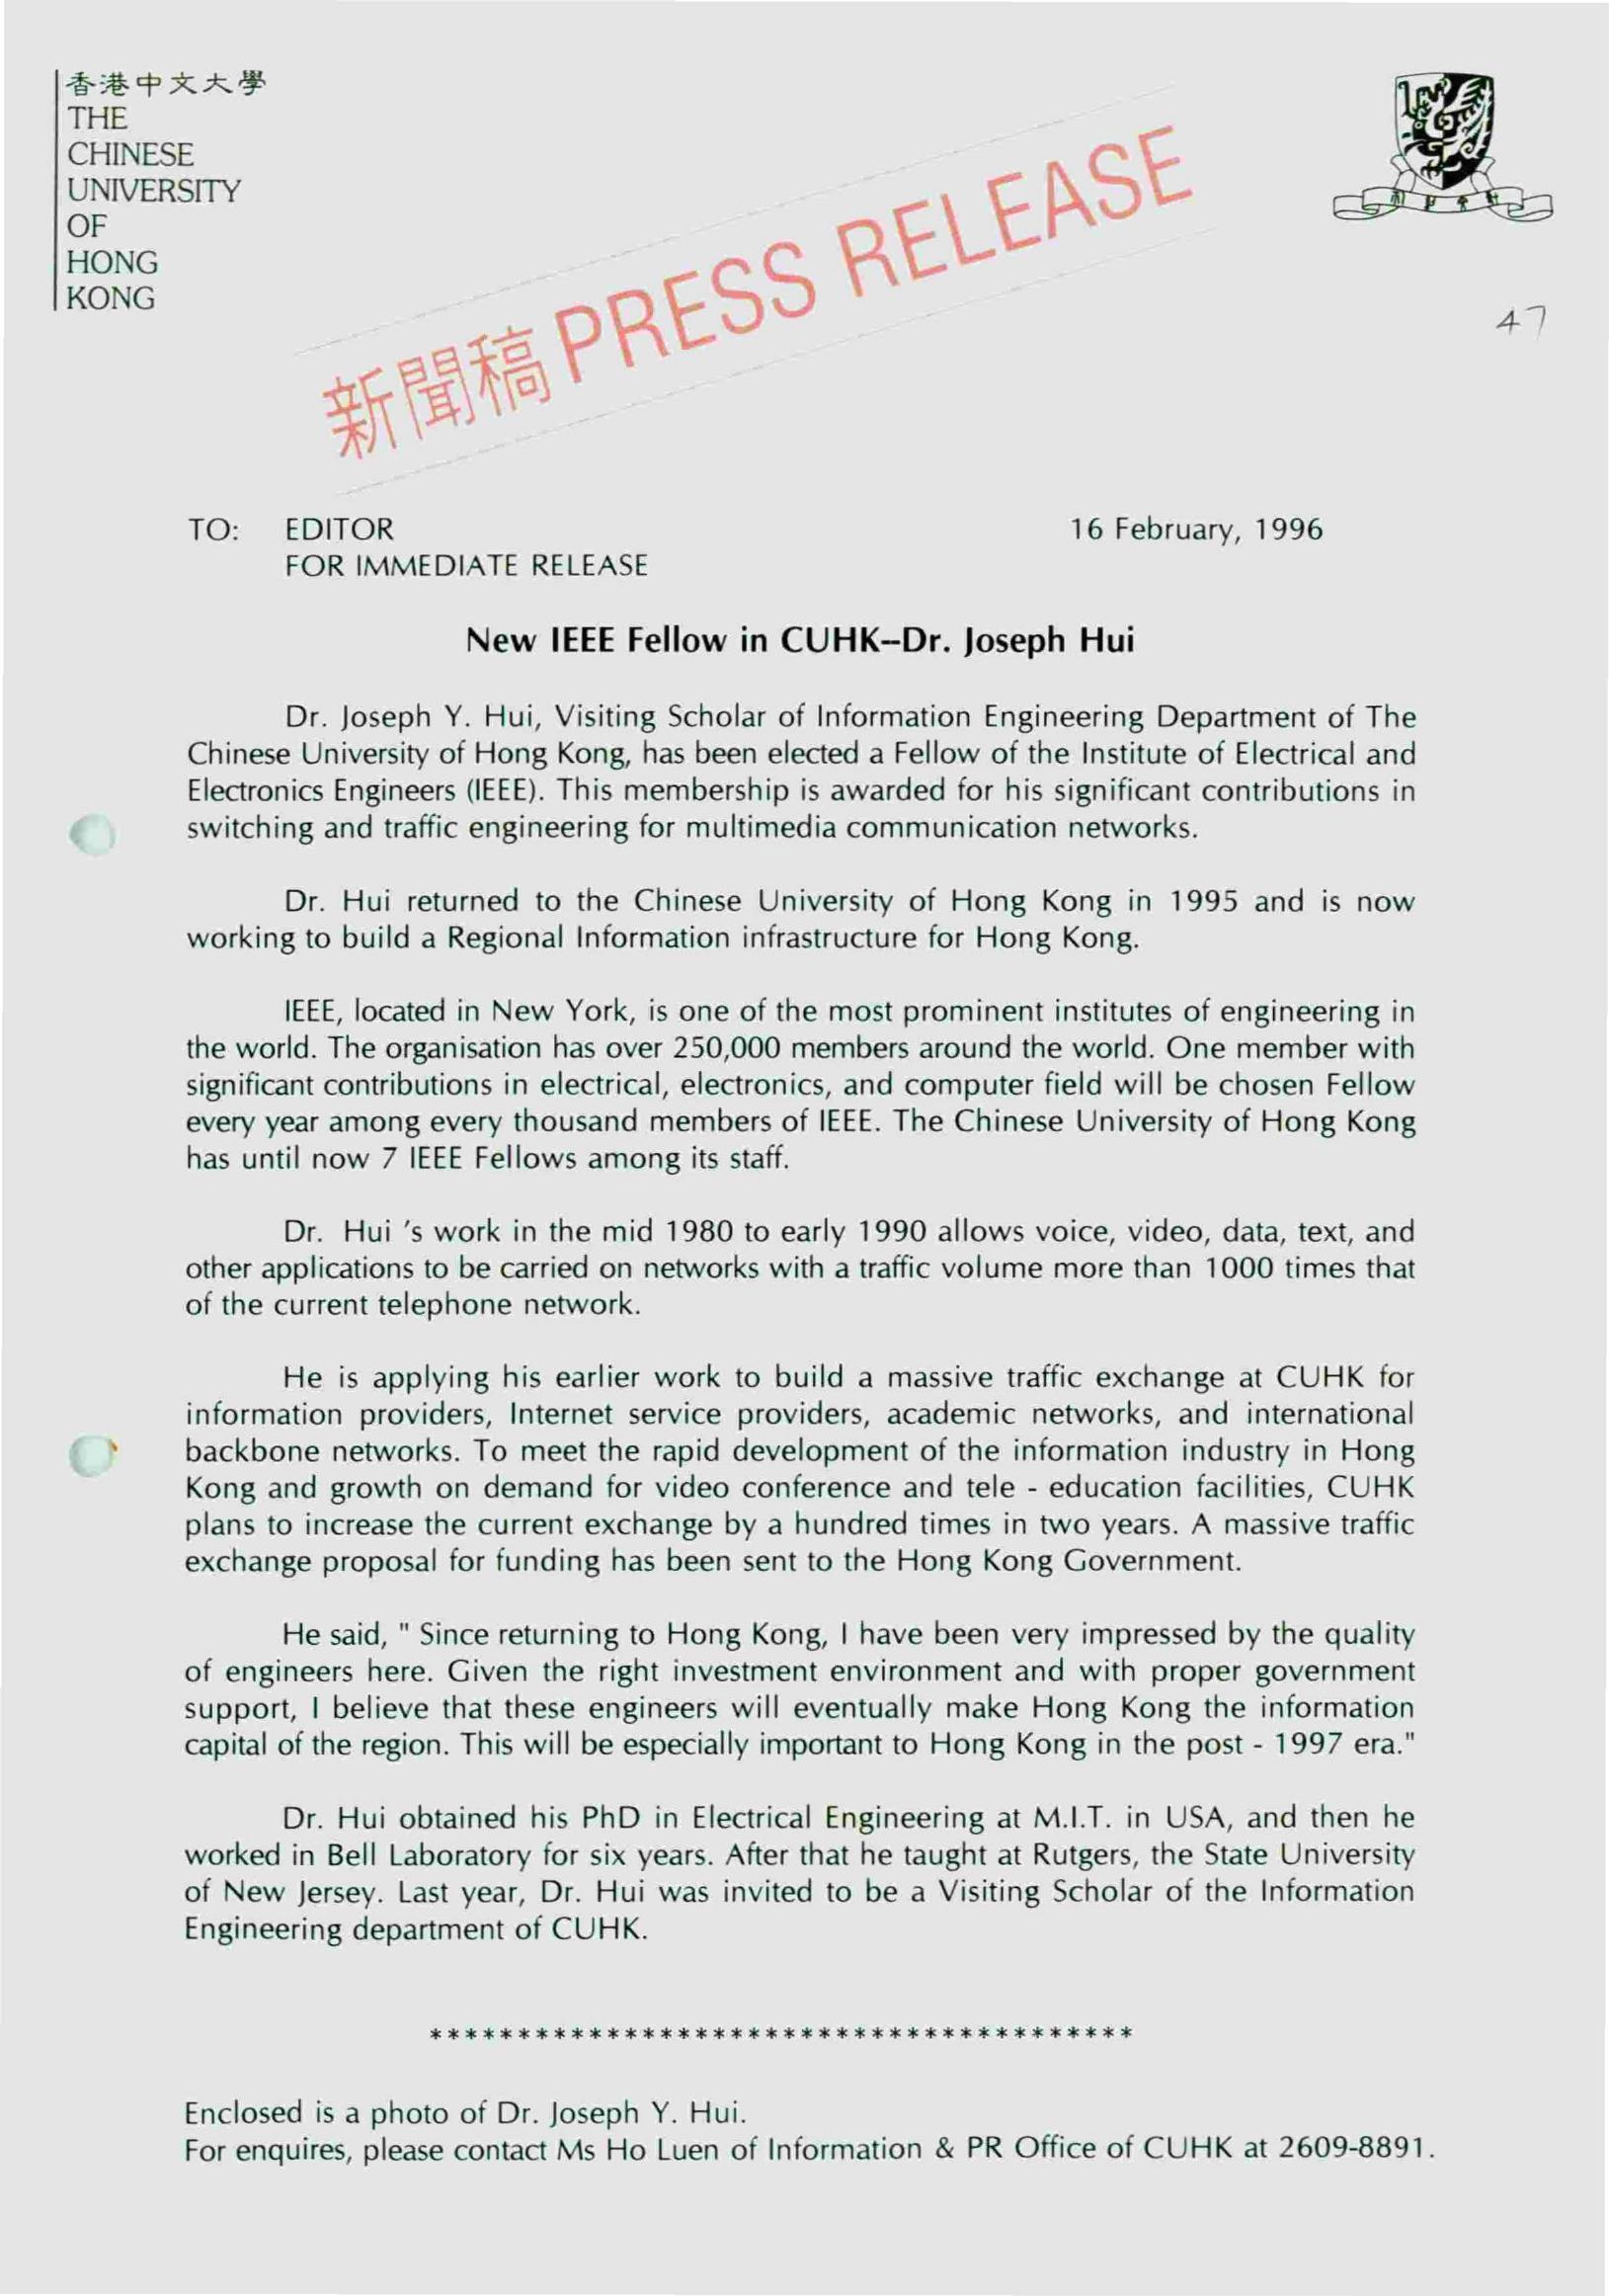 香港中文大學
THE
CHINESE
UNIVERSITY
OF
HONG
KONG
新聞稿 PRESS RELEASE
47
TO: EDITOR 16 February, 1996
FOR IMMEDIATE RELEASE
New IEEE Fellow in CUHK--Dr. Joseph Hui
Dr. Joseph Y. Hui, Visiting Scholar of Information Engineering Department of The
Chinese University of Hong Kong, has been elected a Fellow of the Institute of Electrical and
Electronics Engineers (IEEE). This membership is awarded for his significant contributions in
switching and traffic engineering for multimedia communication networks.
Dr. Hui returned to the Chinese University of Hong Kong in 1995 and is now
working to build a Regional Information infrastructure for Hong Kong.
IEEE, located in New York, is one of the most prominent institutes of engineering in
the world. The organisation has over 250,000 members around the world. One member with
significant contributions in electrical, electronics, and computer field will be chosen Fellow
every year among every thousand members of IEEE. The Chinese University of Hong Kong
has until now 7 IEEE Fellows among its staff.
Dr. Hui 's work in the mid 1980 to early 1990 allows voice, video, data, text, and
other applications to be carried on networks with a traffic volume more than 1000 times that
of the current telephone network.
He is applying his earlier work to build a massive traffic exchange at CUHK for
information providers, Internet service providers, academic networks, and international
backbone networks. To meet the rapid development of the information industry in Hong
Kong and growth on demand for video conference and tele - education facilities, CUHK
plans to increase the current exchange by a hundred times in two years. A massive traffic
exchange proposal for funding has been sent to the Hong Kong Government.
He said, " Since returning to Hong Kong, I have been very impressed by the quality
of engineers here. Given the right investment environment and with proper government
support, I believe that these engineers will eventually make Hong Kong the information
capital of the region. This will be especially important to Hong Kong in the post - 1997 era."
Dr. Hui obtained his PhD in Electrical Engineering at M.I.T. in USA, and then he
worked in Bell Laboratory for six years. After that he taught at Rutgers, the State University
of New Jersey. Last year, Dr. Hui was invited to be a Visiting Scholar of the Information
Engineering department of CUHK.
****************************************
Enclosed is a photo of Dr. Joseph Y. Hui.
For enquires, please contact Ms Ho Luen of Information & PR Office of CUHK at 2609-8891.